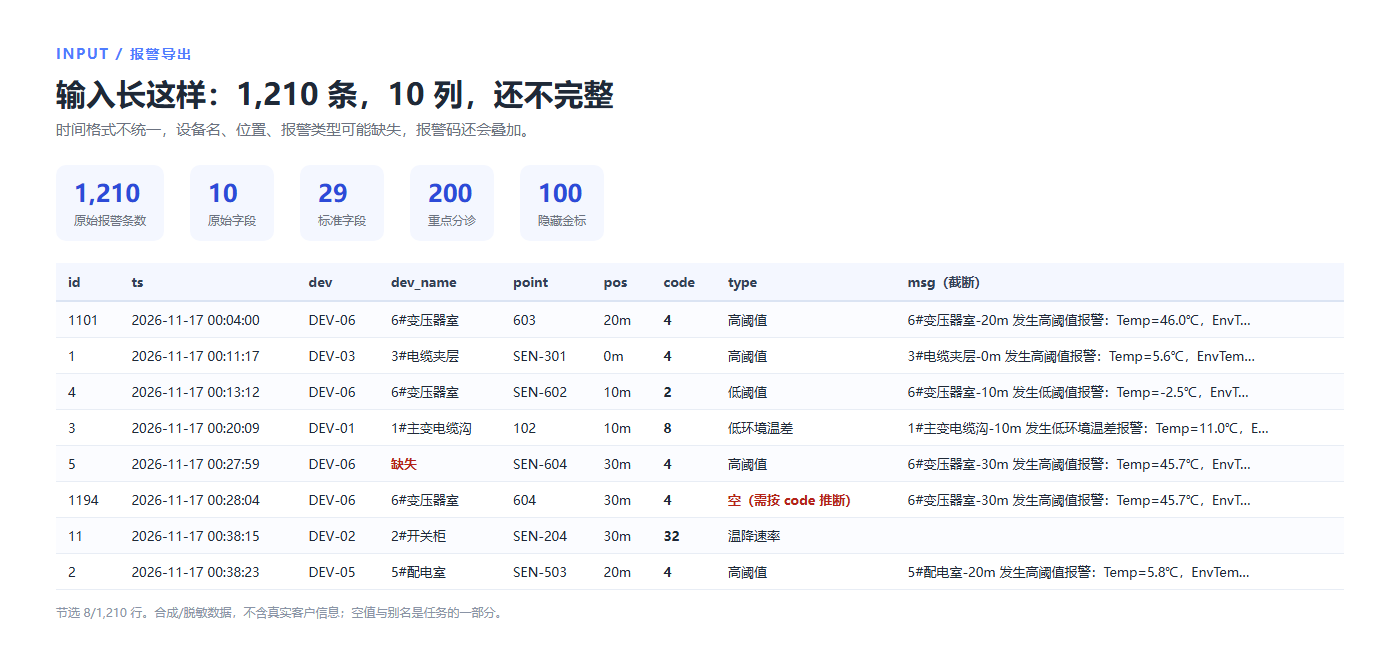 INPUT / 报警导出
输入长这样：1,210 条，10 列，还不完整
时间格式不统一，设备名、位置、报警类型可能缺失，报警码还会叠加。
1,210 10 29 200 100
原始报警条数 原始字段 标准字段 重点分诊 隐藏金标
id ts dev dev_name point pos code type msg（截断）
1101 2026-11-17 00:04:00 DEV-06 6#变压器室 603 20m 4 高阈值 6#变压器室-20m 发生高阈值报警：Temp=46.0℃，EnvT...
1 2026-11-17 00:11:17 DEV-03 3#电缆夹层 SEN-301 0m 4 高阈值 3#电缆夹层-0m 发生高阈值报警：Temp=5.6℃，EnvTem...
4 2026-11-17 00:13:12 DEV-06 6#变压器室 SEN-602 10m 2 低阈值 6#变压器室-10m 发生低阈值报警：Temp=-2.5℃，EnvT...
3 2026-11-17 00:20:09 DEV-01 1#主变电缆沟 102 10m 8 低环境温差 1#主变电缆沟-10m 发生低环境温差报警：Temp=11.0℃，E...
5 2026-11-17 00:27:59 DEV-06 缺失 SEN-604 30m 4 高阈值 6#变压器室-30m 发生高阈值报警：Temp=45.7℃，EnvT...
1194 2026-11-17 00:28:04 DEV-06 6#变压器室 604 30m 4 空（需按 code 推断） 6#变压器室-30m 发生高阈值报警：Temp=45.7℃，EnvT...
11 2026-11-17 00:38:15 DEV-02 2#开关柜 SEN-204 30m 32 温降速率
2 2026-11-17 00:38:23 DEV-05 5#配电室 SEN-503 20m 4 高阈值 5#配电室-20m 发生高阈值报警：Temp=5.8℃，EnvTem...
节选 8/1,210 行。合成/脱敏数据，不含真实客户信息；空值与别名是任务的一部分。